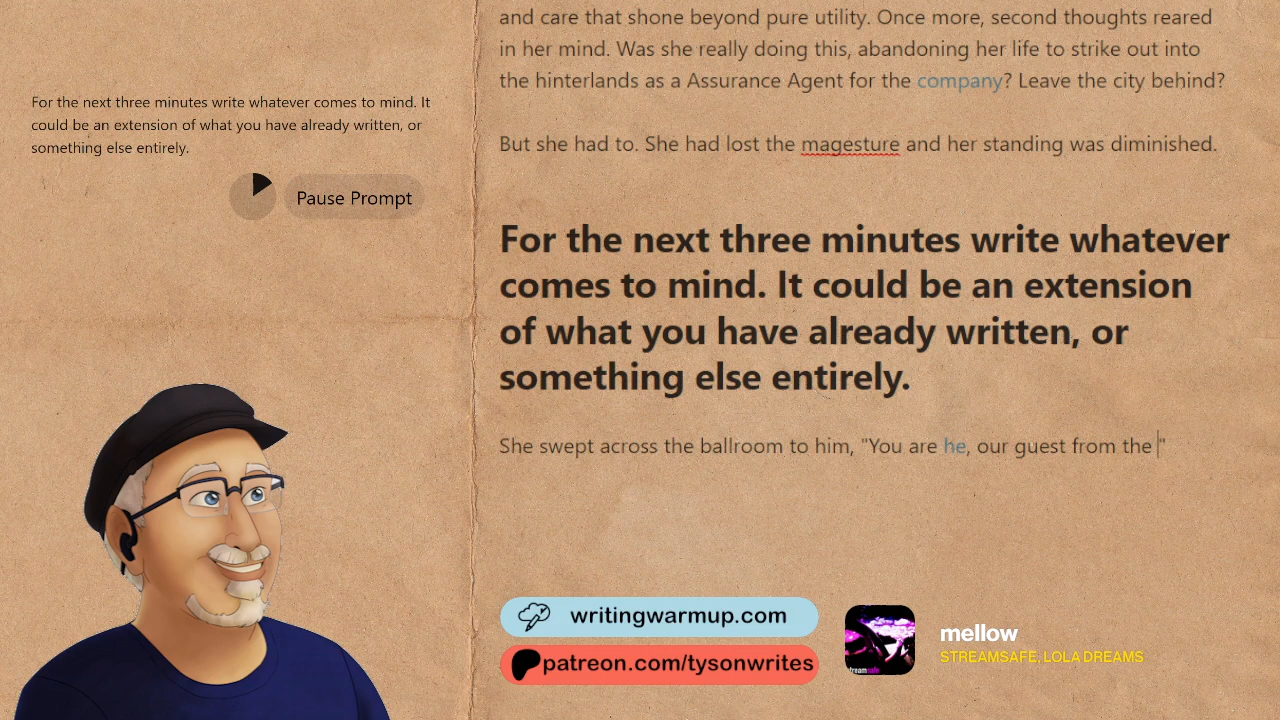 For the next three minutes write whatever comes to mind. It
could be an extension of what you have already written, or
something else entirely.
Pause Prompt
and care that shone beyond pure utility. Once more, second thoughts reared
in her mind. Was she really doing this, abandoning her life to strike out into
the hinterlands as a Assurance Agent for the company? Leave the city behind?
But she had to. She had lost the magesture and her standing was diminished.
For the next three minutes write whatever
comes to mind. It could be an extension
of what you have already written, or
something else entirely.
She swept across the ballroom to him, "You are he, our guest from the "
writingwarmup.com
patreon.com/tysonwrites
mellow
STREAMSAFE, LOLA DREAMS